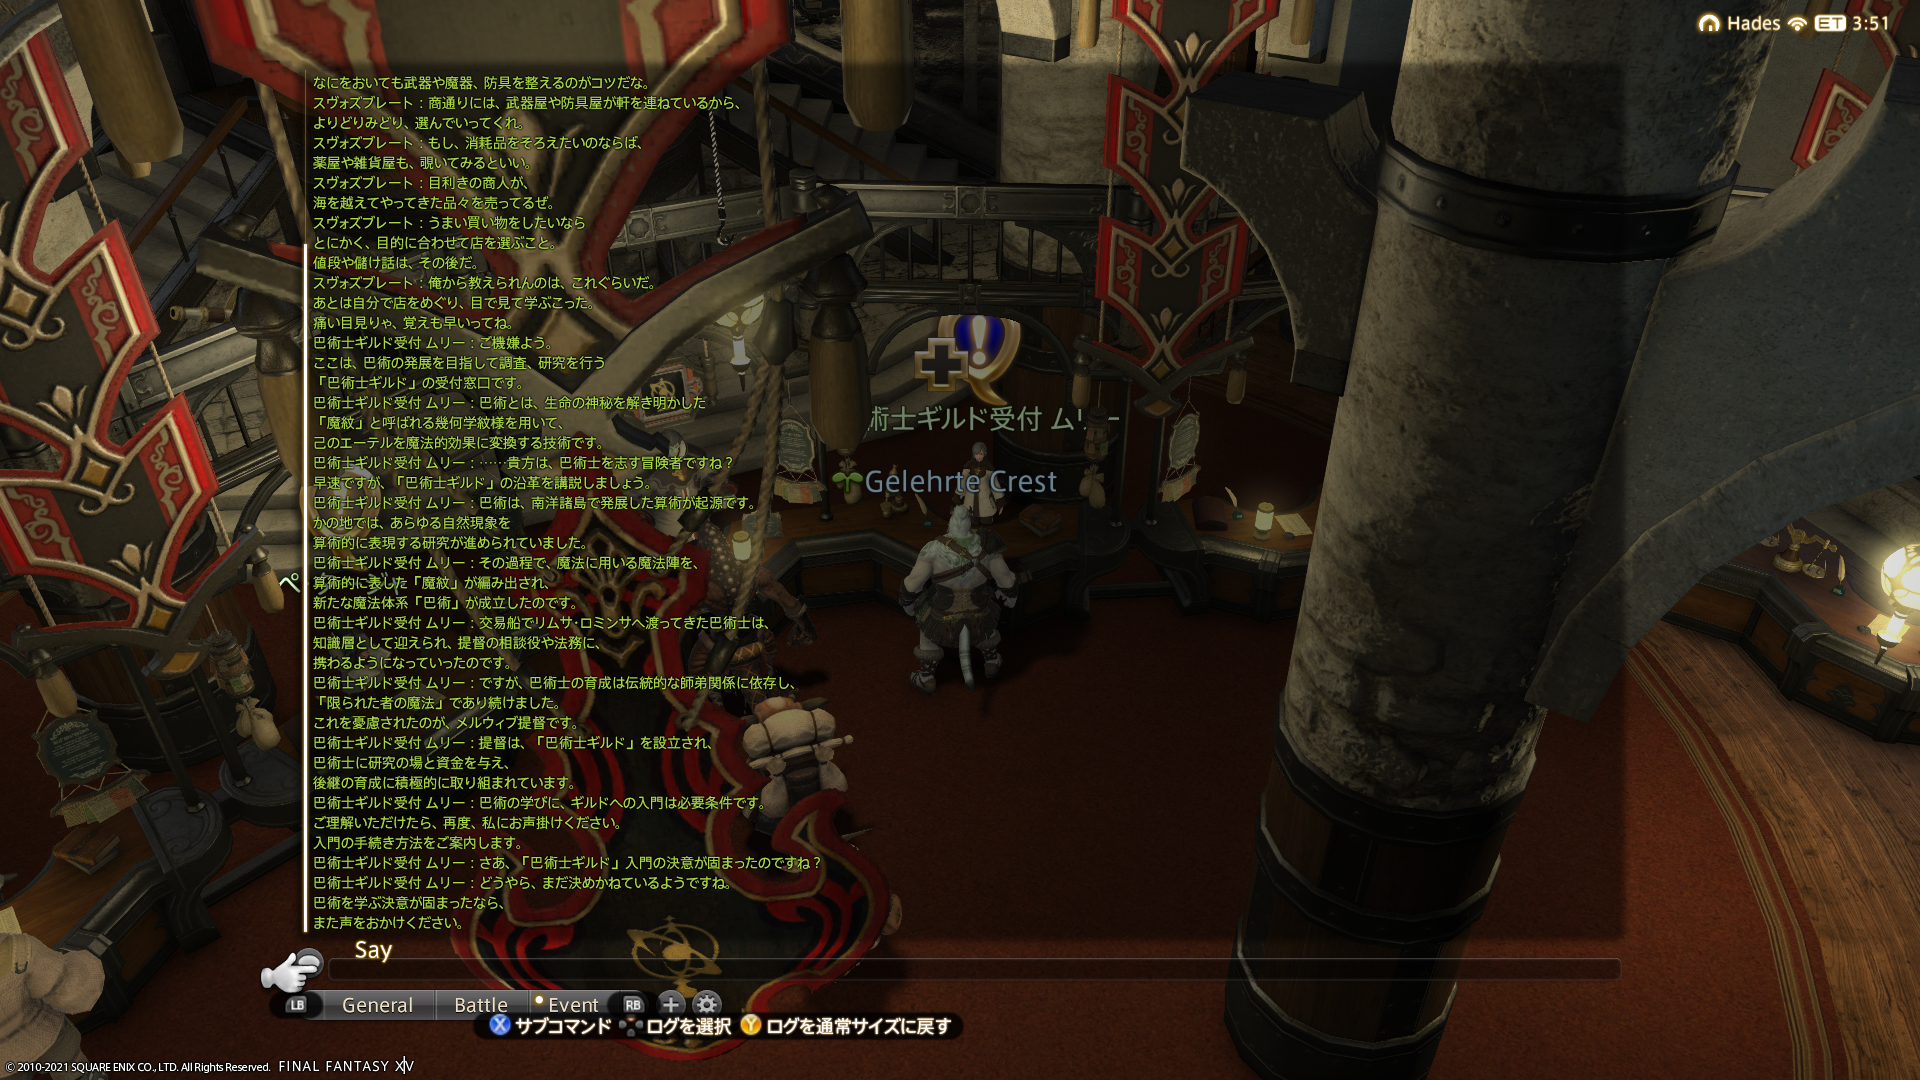 Hades ET 3:51
なにをおいても武器や魔器、防具を整えるのがコツだな。
スヴォズブレート：商通りには、武器屋や防具屋が軒を連ねているから、
よりどりみどり、選んでいってくれ。
スヴォズブレート：もし、消耗品をそろえたいのならば、
薬屋や雑貨屋も、覗いてみるといい。
スヴォズブレート：目利きの商人が、
海を越えてやってきた品々を売ってるぜ。
スヴォズブレート：うまい買い物をしたいなら
とにかく、目的に合わせて店を選ぶこと。
値段や儲け話は、その後だ。
スヴォズブレート：俺から教えられんのは、これぐらいだ。
あとは自分で店をめぐり、目で見て学ぶこった。
痛い目見りゃ、覚えも早いってね。
巴術士ギルド受付 ムリー：ご機嫌よう。
ここは、巴術の発展を目指して調査、研究を行う
「巴術士ギルド」の受付窓口です。
巴術士ギルド受付 ムリー：巴術とは、生命の神秘を解き明かした
「魔紋」と呼ばれる幾何学紋様を用いて、
己のエーテルを魔法的効果に変換する技術です。
巴術士ギルド受付 ムリー：……貴方は、巴術士を志す冒険者ですね？
早速ですが、「巴術士ギルド」の沿革を講説しましょう。
巴術士ギルド受付 ムリー：巴術は、南洋諸島で発展した算術が起源です。
かの地では、あらゆる自然現象を
算術的に表現する研究が進められていました。
巴術士ギルド受付 ムリー：その過程で、魔法に用いる魔法陣を、
算術的に表した「魔紋」が編み出され、
新たな魔法体系「巴術」が成立したのです。
巴術士ギルド受付 ムリー：交易船でリムサ・ロミンサへ渡ってきた巴術士は、
知識層として迎えられ、提督の相談役や法務に、
携わるようになっていったのです。
巴術士ギルド受付 ムリー：ですが、巴術士の育成は伝統的な師弟関係に依存し、
「限られた者の魔法」であり続けました。
これを憂慮されたのが、メルウィブ提督です。
巴術士ギルド受付 ムリー：提督は、「巴術士ギルド」を設立され、
巴術士に研究の場と資金を与え、
後継の育成に積極的に取り組まれています。
巴術士ギルド受付 ムリー：巴術の学びに、ギルドへの入門は必要条件です。
ご理解いただけたら、再度、私にお声掛けください。
入門の手続き方法をご案内します。
巴術士ギルド受付 ムリー：さあ、「巴術士ギルド」入門の決意が固まったのですね？
巴術士ギルド受付 ムリー：どうやら、まだ決めかねているようですね。
巴術を学ぶ決意が固まったなら、
また声をおかけください。
術士ギルド受付 ムリー
Gelehrte Crest
Say
LB General Battle Event RB
X サブコマンド ログを選択 Y ログを通常サイズに戻す
© 2010-2021 SQUARE ENIX CO., LTD. All Rights Reserved. FINAL FANTASY XIV